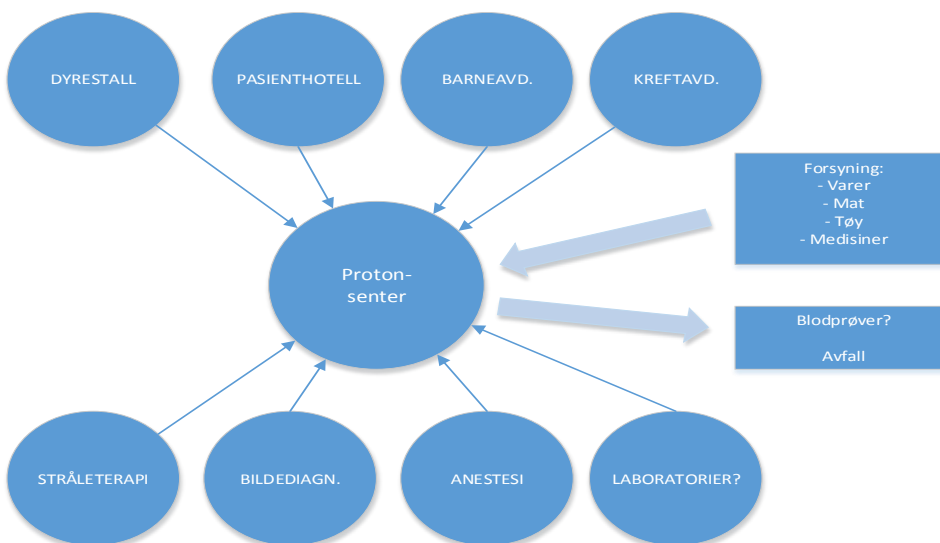 DYRESTALL
PASIENTHOTELL
BARNEAVD.
KREFTAVD.
Forsyning:
- Varer
- Mat
- Tøy
- Medisiner
Proton-
senter
Blodprøver?
Avfall
STRÅLETERAPI
BILDEDIAGN.
ANESTESI
LABORATORIER?